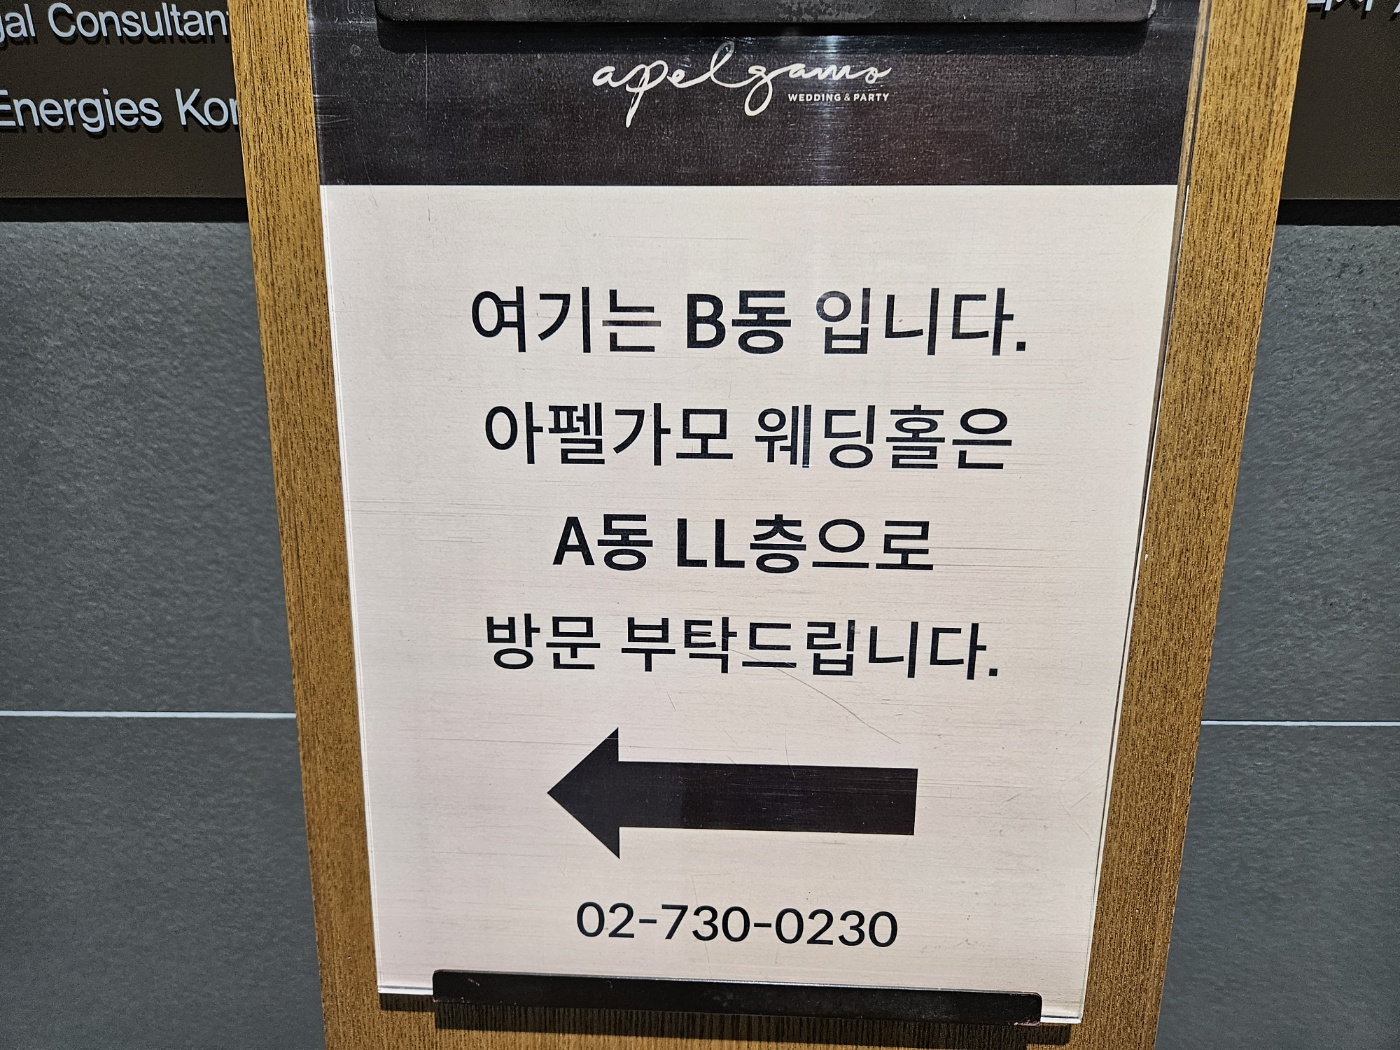 Consultan
Energies Kor
apelgamo
WEDDING & PARTY
여기는 B동 입니다.
아펠가모 웨딩홀은
A동 LL층으로
방문 부탁드립니다.
02-730-0230